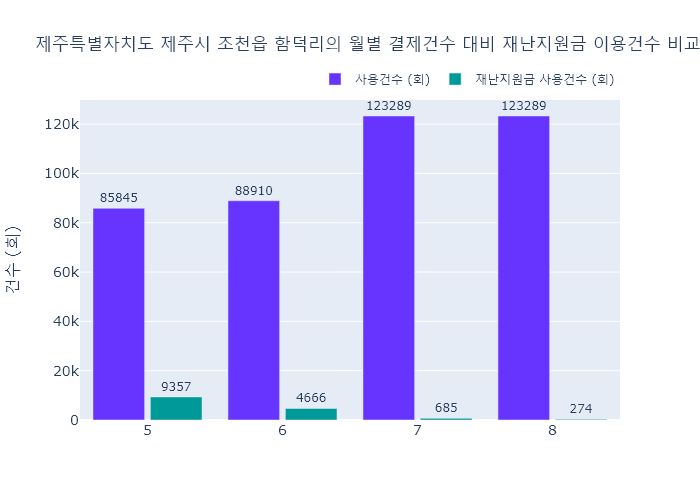 제주특별자치도 제주시 조천읍 함덕리의 월별 결제건수 대비 재난지원금 이용건수 비교
사용건수 (회) 재난지원금 사용건수 (회)
건수 (회)
120k
100k
80k
60k
40k
20k
0
85845
9357
88910
4666
123289
685
123289
274
5 6 7 8